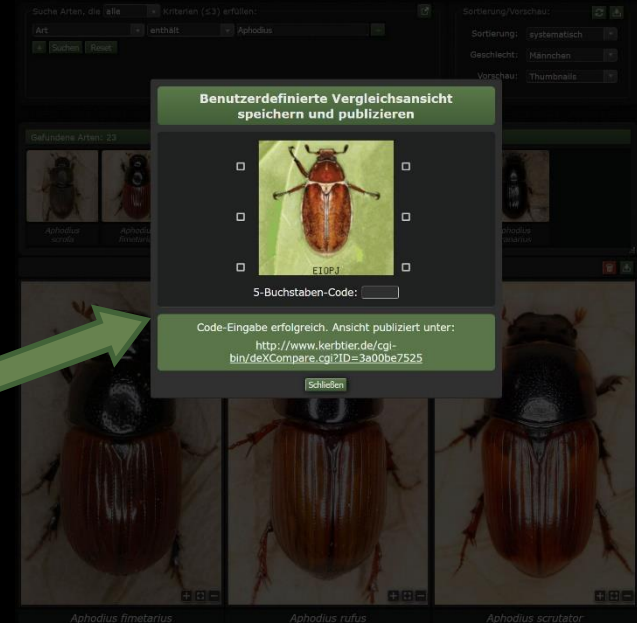 Suche Arten, die alle Kriterien (≤3) erfüllen:
Art enthält Aphodius
+ Suchen Reset
Sortierung/Vorschau:
Sortierung: systematisch
Geschlecht: Männchen
Vorschau: Thumbnails
Gefundene Arten: 23
Aphodius scrofa
Benutzerdefinierte Vergleichsansicht
speichern und publizieren
EIOPJ
5-Buchstaben-Code:
Code-Eingabe erfolgreich. Ansicht publiziert unter:
http://www.kerbtier.de/cgi-
bin/deXCompare.cgi?ID=3a00be7525
Schließen
Aphodius fimetarius
Aphodius rufus
Aphodius scrutator